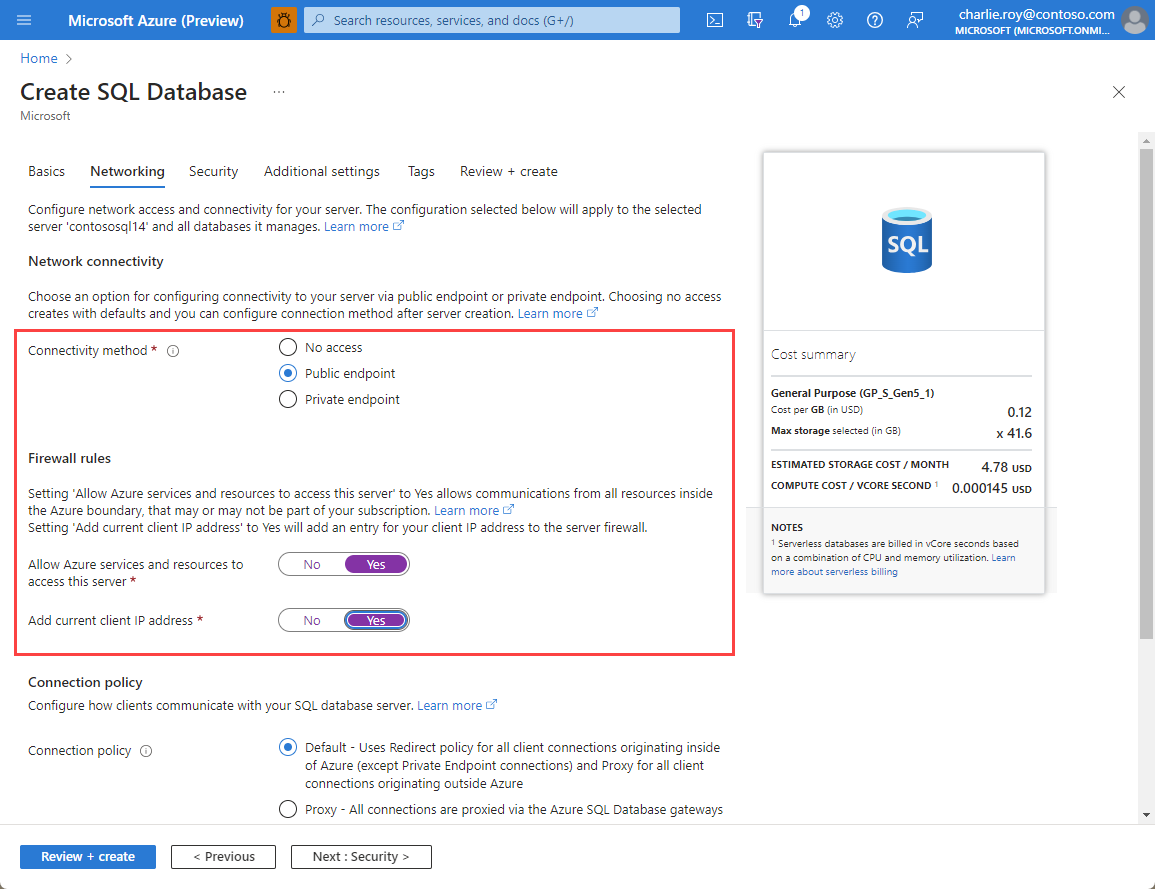 Microsoft Azure (Preview)
Search resources, services, and docs (G+/)
1
charlie.roy@contoso.com
MICROSOFT (MICROSOFT.ONMI...
Home
Create SQL Database
...
Microsoft
Basics
Networking
Security
Additional settings
Tags
Review + create
Configure network access and connectivity for your server. The configuration selected below will apply to the selected
server 'contososql14' and all databases it manages. Learn more
Network connectivity
Choose an option for configuring connectivity to your server via public endpoint or private endpoint. Choosing no access
creates with defaults and you can configure connection method after server creation. Learn more
Connectivity method *
No access
Public endpoint
Private endpoint
Firewall rules
Setting 'Allow Azure services and resources to access this server' to Yes allows communications from all resources inside
the Azure boundary, that may or may not be part of your subscription. Learn more
Setting 'Add current client IP address' to Yes will add an entry for your client IP address to the server firewall.
Allow Azure services and resources to
access this server *
No Yes
Add current client IP address *
No Yes
Connection policy
Configure how clients communicate with your SQL database server. Learn more
Connection policy
Default - Uses Redirect policy for all client connections originating inside
of Azure (except Private Endpoint connections) and Proxy for all client
connections originating outside Azure
Proxy - All connections are proxied via the Azure SQL Database gateways
SQL
Cost summary
General Purpose (GP_S_Gen5_1)
Cost per GB (in USD) 0.12
Max storage selected (in GB) x 41.6
ESTIMATED STORAGE COST / MONTH 4.78 USD
COMPUTE COST / VCORE SECOND ¹ 0.000145 USD
NOTES
¹ Serverless databases are billed in vCore seconds based
on a combination of CPU and memory utilization. Learn
more about serverless billing
Review + create
< Previous
Next : Security >